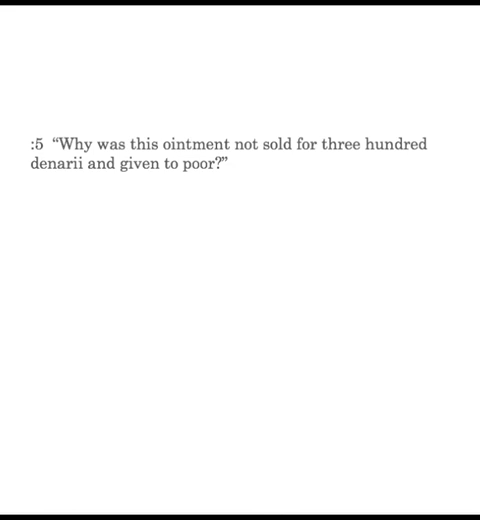 :5 “Why was this ointment not sold for three hundred
denarii and given to poor?”